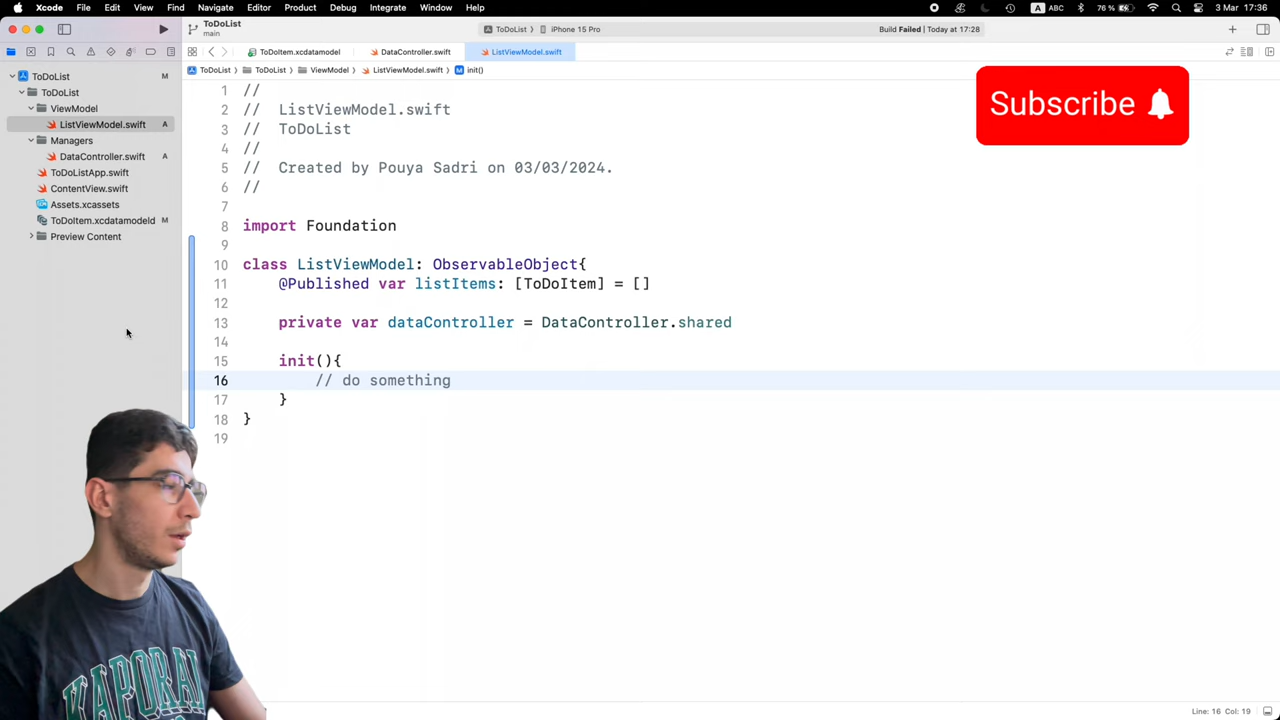 Xcode File Edit View Find Navigate Editor Product Debug Integrate Window Help A ABC 76 % 3 Mar 17:36
ToDoList
main
ToDoList 〉 iPhone 15 Pro
Build Failed | Today at 17:28
ToDoItem.xcdatamodel DataController.swift ListViewModel.swift
ToDoList 〉 ToDoList 〉 ViewModel 〉 ListViewModel.swift 〉 M init()
ToDoList M
ToDoList
ViewModel
ListViewModel.swift A
Managers
DataController.swift A
ToDoListApp.swift
ContentView.swift
Assets.xcassets
ToDoItem.xcdatamodeld M
Preview Content
1 //
2 // ListViewModel.swift
3 // ToDoList
4 //
5 // Created by Pouya Sadri on 03/03/2024.
6 //
7
8 import Foundation
9
10 class ListViewModel: ObservableObject{
11 @Published var listItems: [ToDoItem] = []
12
13 private var dataController = DataController.shared
14
15 init(){
16 // do something
17 }
18 }
19
Subscribe
KAPORAL
Line: 16 Col: 19